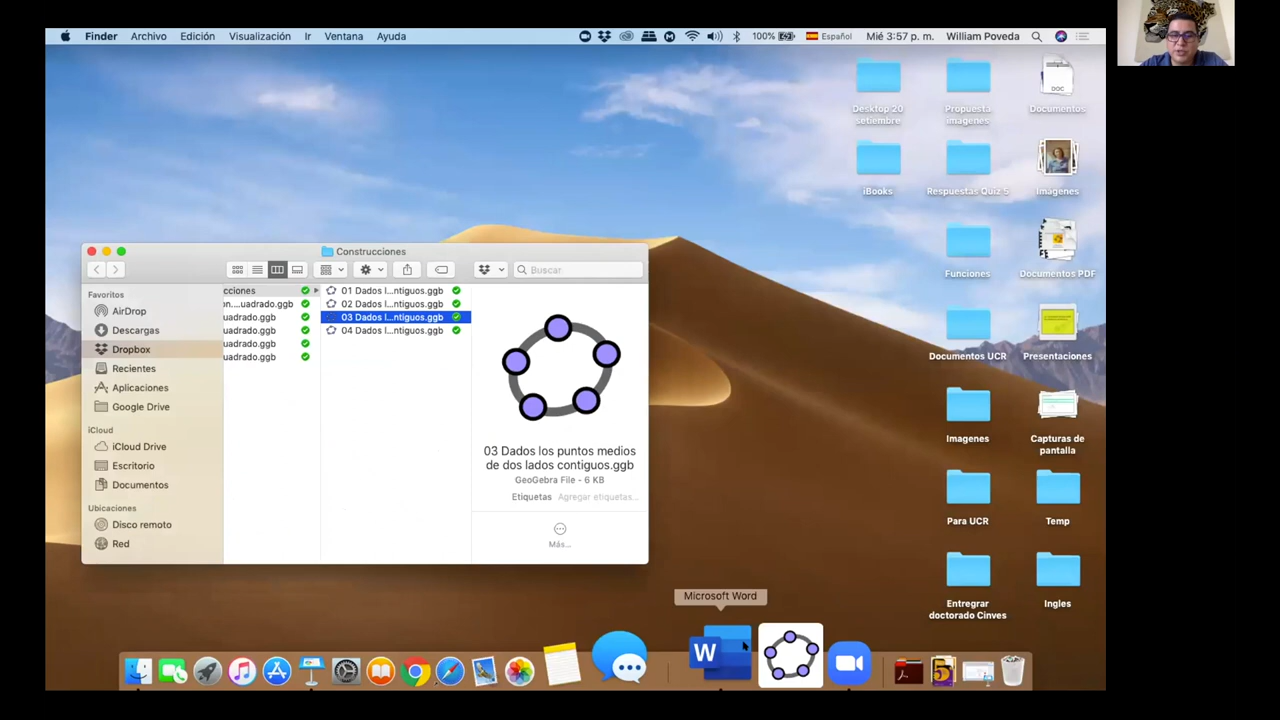 Finder Archivo Edición Visualización Ir Ventana Ayuda 100% Español Mié 3:57 p. m. William Poveda
Desktop 20
setiembre
Propuesta
imagenes
DOC
Documentos
iBooks
Respuestas Quiz 5
Imágenes
Funciones
Documentos PDF
Documentos UCR
Presentaciones
Imagenes
Capturas de
pantalla
Para UCR
Temp
Entregrar
doctorado Cinves
Ingles
Construcciones
Buscar
Favoritos
AirDrop
Descargas
Dropbox
Recientes
Aplicaciones
Google Drive
iCloud
iCloud Drive
Escritorio
Documentos
Ubicaciones
Disco remoto
Red
cciones
on....uadrado.ggb
uadrado.ggb
uadrado.ggb
uadrado.ggb
uadrado.ggb
01 Dados l...ntiguos.ggb
02 Dados l...ntiguos.ggb
03 Dados l...ntiguos.ggb
04 Dados l...ntiguos.ggb
03 Dados los puntos medios
de dos lados contiguos.ggb
GeoGebra File - 6 KB
Etiquetas Agregar etiquetas...
Más...
Microsoft Word
W
5